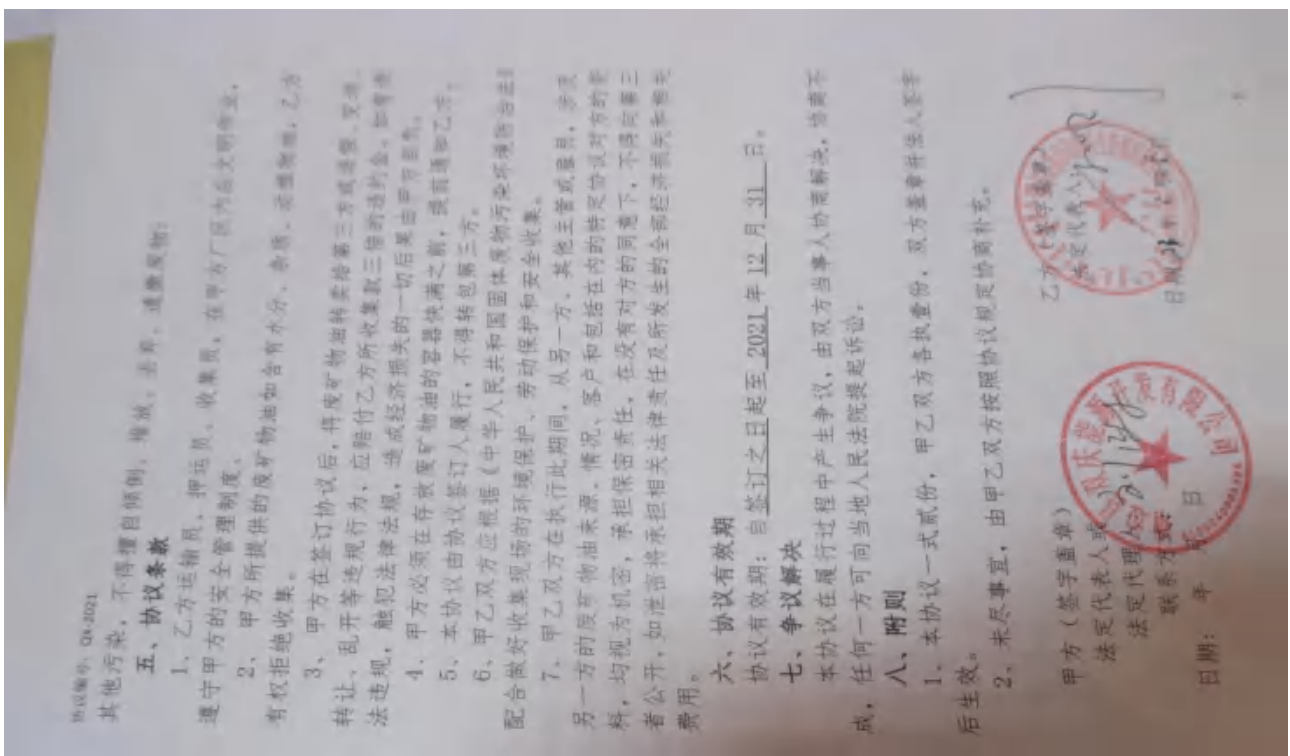 协议编号: QX-2021
其他污染，不得擅自倾倒、堆放、丢弃、遗撒废物；
五、协议条款
1、乙方运输员、押运员、收集员，在甲方厂区内应文明作业，
遵守甲方的安全管理制度。
2、甲方所提供的废矿物油如含有水分、杂质、乙方
有权拒绝收集。
3、甲方在签订协议后，将废矿物油转卖给第三方或
转让、乱开等违规行为、应赔付乙方所收集款三倍的违约金。
法违规，触犯法律法规，造成经济损失的一切后果由甲方
4、甲方必须在存放废矿物油的容器快满之前，提前通知乙方。
5、本协议由协议签订人履行，不得转包第三方。
6、甲乙双方应根据《中华人民共和国固体废物污染环境防治法》
配合做好收集现场的环境保护、劳动保护和安全收集。
7、甲乙双方在执行此期间，从另一方、其他主管或雇员，涉及
另一方的废矿物油来源、情况、客户和包括在内的特定协议对方的资
料，均视为机密，承担保密责任，在没有对方的同意下，不得向第三
者公开，如泄密将承担相关法律责任及所发生的全部经济损失和相关
费用。
六、协议有效期
协议有效期：自签订之日起至 2021 年 12 月 31 日。
七、争议解决
本协议在履行过程中产生争议，由双方当事人协商解决，协商不
成，任何一方可向当地人民法院提起诉讼。
八、附则
1、本协议一式贰份，甲乙双方各执壹份，双方盖章并法人签字
后生效。
2、未尽事宜，由甲乙双方按照协议规定协商补充。
甲方（签字盖章） 乙方（签字盖章）
法定代表人或 法定代表人
法定代理人
联系方式：
日期： 年 月 日 日期
庆能源开发有限公司